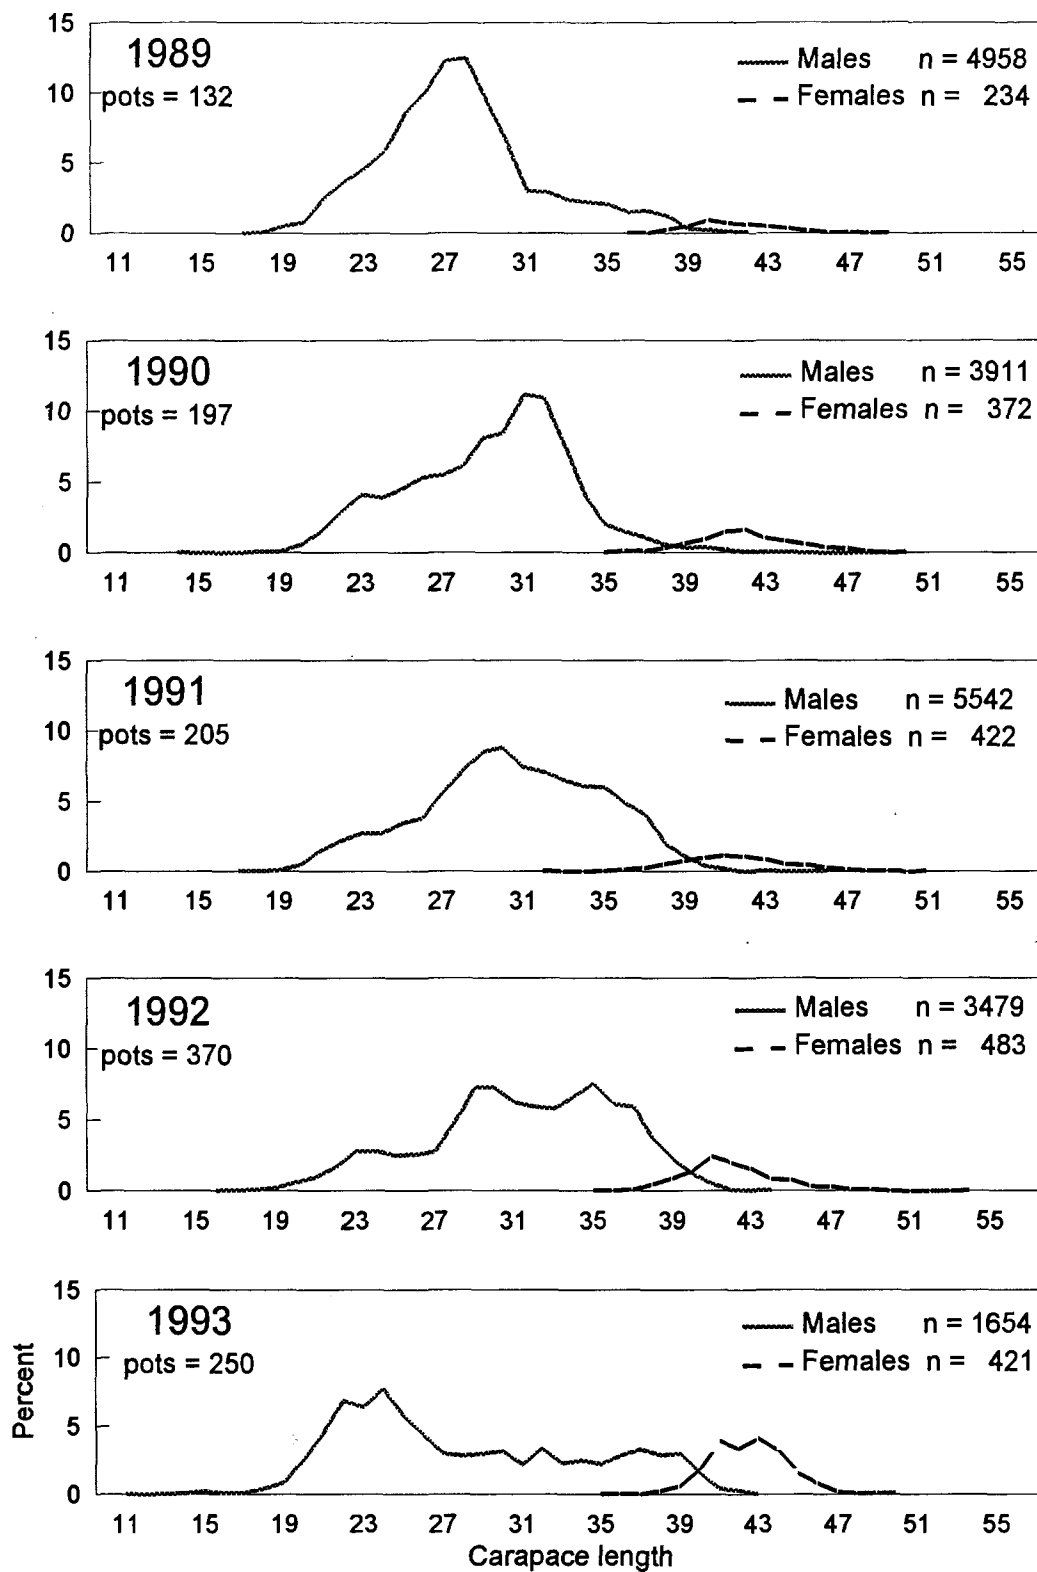 15
1989
Males n = 4958
pots = 132
Females n = 234
10
5
0
11 15 19 23 27 31 35 39 43 47 51 55
15
1990
Males n = 3911
pots = 197
Females n = 372
10
5
0
11 15 19 23 27 31 35 39 43 47 51 55
15
1991
Males n = 5542
pots = 205
Females n = 422
10
5
0
11 15 19 23 27 31 35 39 43 47 51 55
15
1992
Males n = 3479
pots = 370
Females n = 483
10
5
0
11 15 19 23 27 31 35 39 43 47 51 55
15
1993
Males n = 1654
pots = 250
Females n = 421
10
5
0
Percent
11 15 19 23 27 31 35 39 43 47 51 55
Carapace length